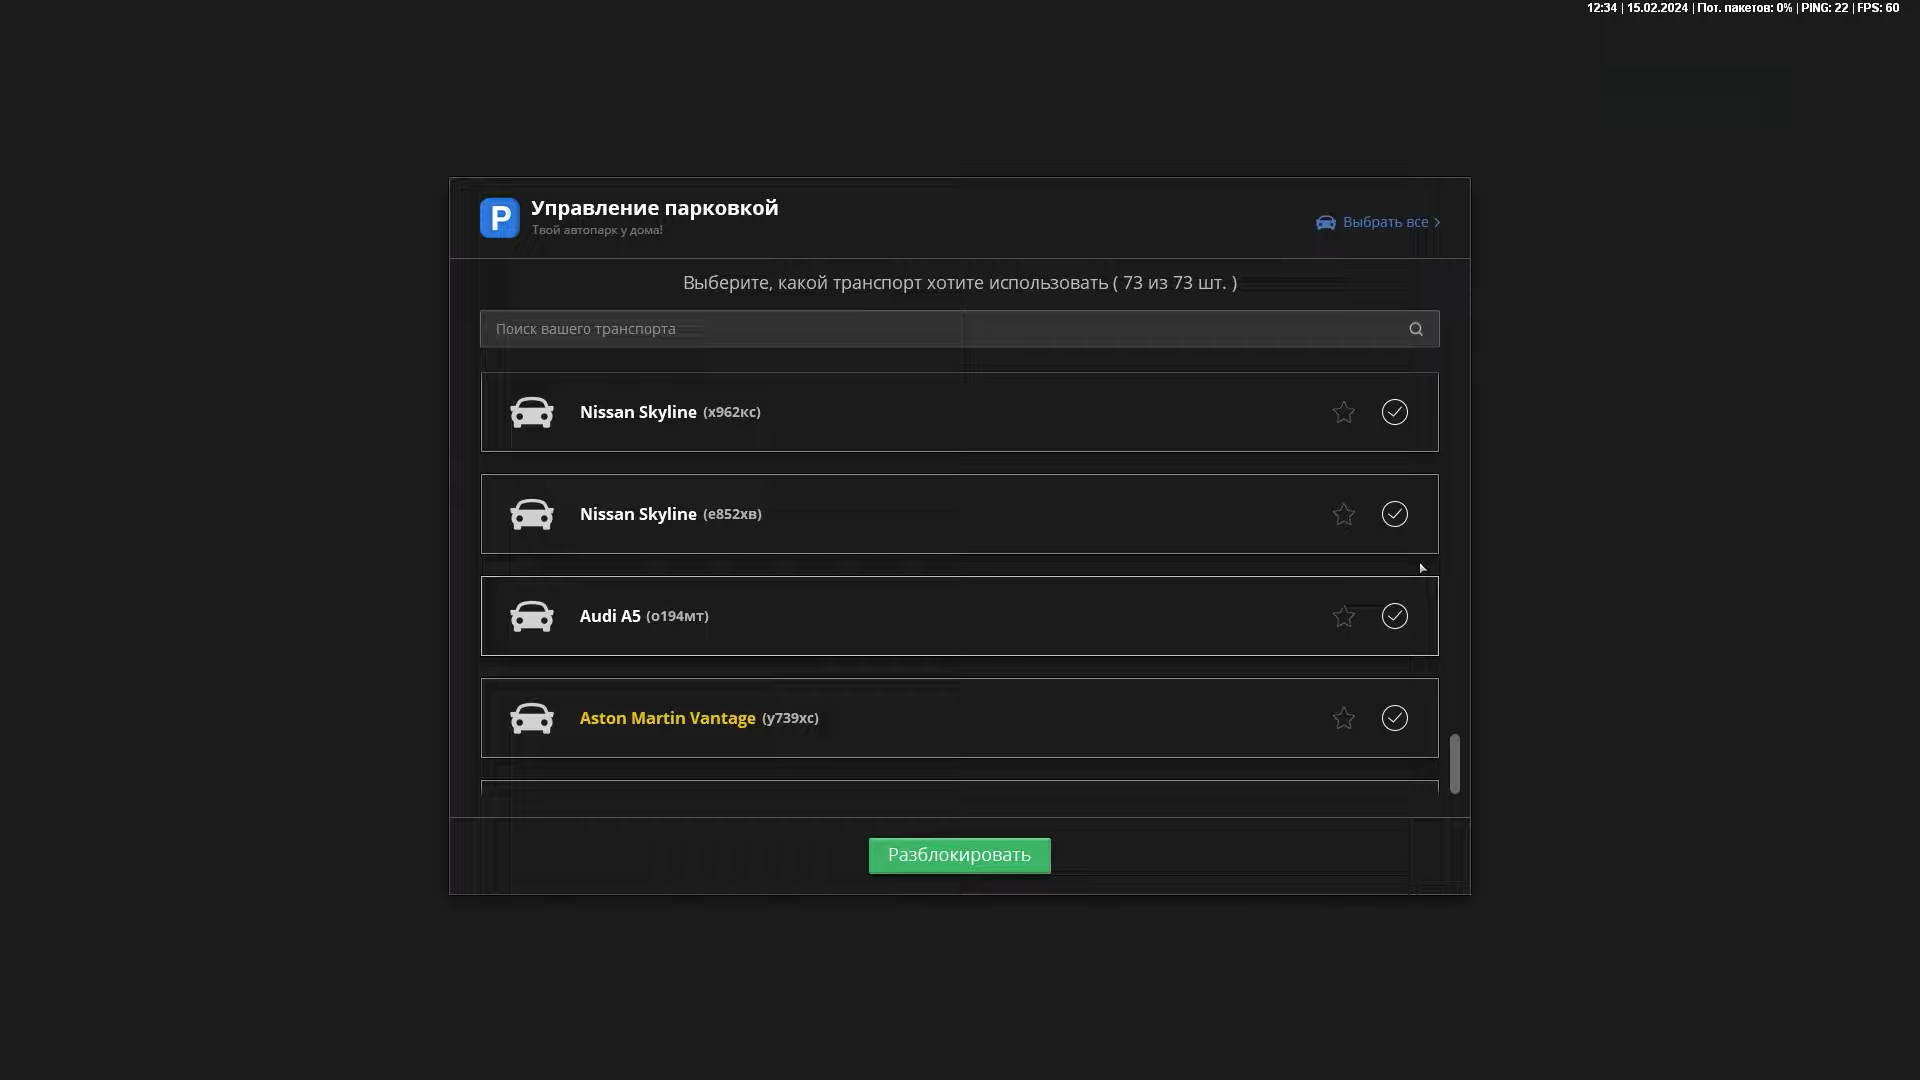 12:34 | 15.02.2024 | Пот. пакетов: 0% | PING: 22 | FPS: 60
P
Управление парковкой
Твой автопарк у дома!
Выбрать все
Выберите, какой транспорт хотите использовать ( 73 из 73 шт. )
Поиск вашего транспорта
Nissan Skyline (х962кс)
Nissan Skyline (е852хв)
Audi A5 (о194мт)
Aston Martin Vantage (у739хс)
Разблокировать